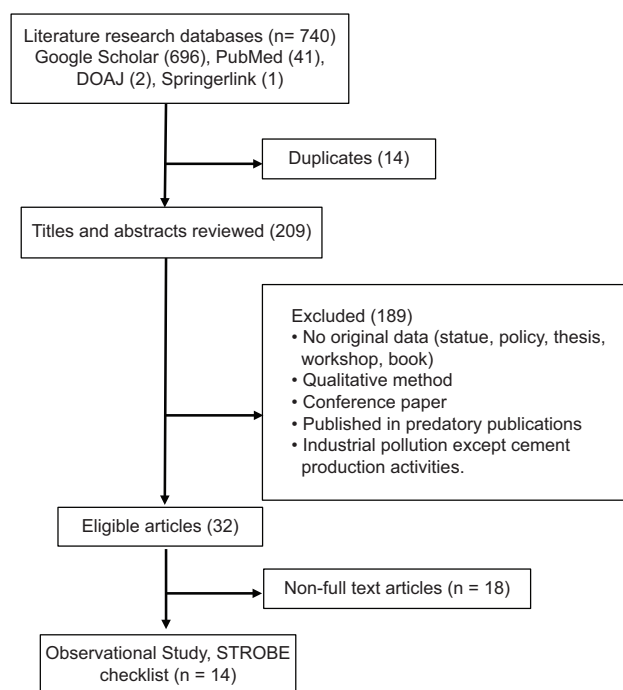 Literature research databases (n= 740)
Google Scholar (696), PubMed (41),
DOAJ (2), Springerlink (1)
Duplicates (14)
Titles and abstracts reviewed (209)
Excluded (189)
• No original data (statue, policy, thesis,
workshop, book)
• Qualitative method
• Conference paper
• Published in predatory publications
• Industrial pollution except cement
production activities.
Eligible articles (32)
Non-full text articles (n = 18)
Observational Study, STROBE
checklist (n = 14)